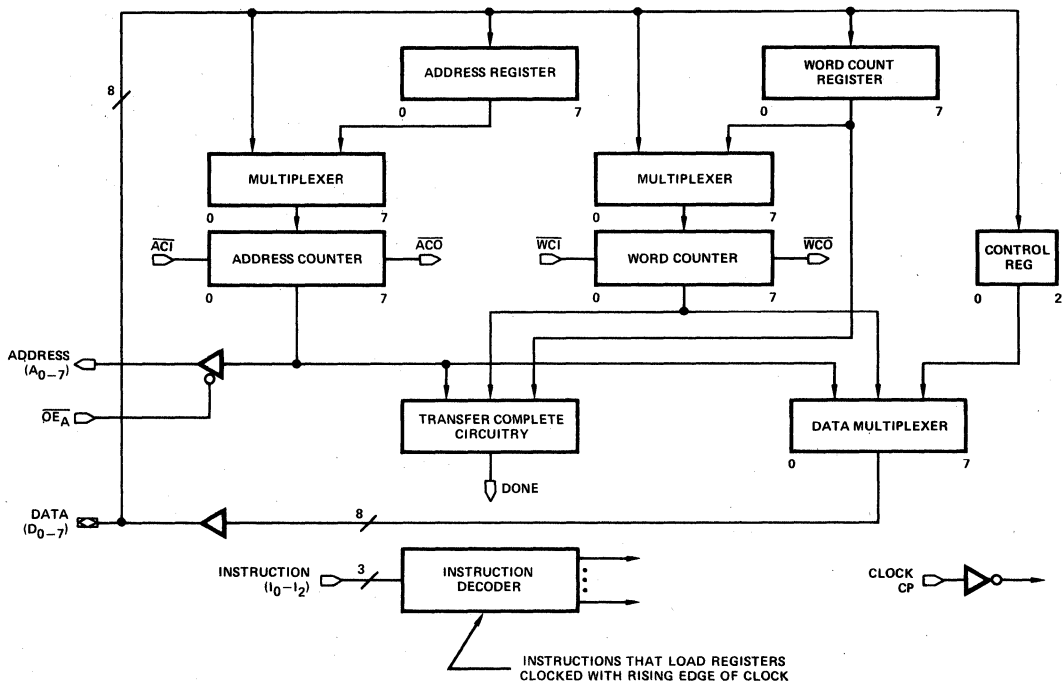 ADDRESS REGISTER
0 7
WORD COUNT
REGISTER
0 7
8
MULTIPLEXER
0 7
MULTIPLEXER
0 7
ACI
ADDRESS COUNTER
ACO
0 7
WCI
WORD COUNTER
WCO
0 7
CONTROL
REG
0 2
ADDRESS
(A0–7)
OEA
TRANSFER COMPLETE
CIRCUITRY
DONE
DATA MULTIPLEXER
0 7
DATA
(D0–7)
8
INSTRUCTION
(I0–I2)
3
INSTRUCTION
DECODER
CLOCK
CP
INSTRUCTIONS THAT LOAD REGISTERS
CLOCKED WITH RISING EDGE OF CLOCK